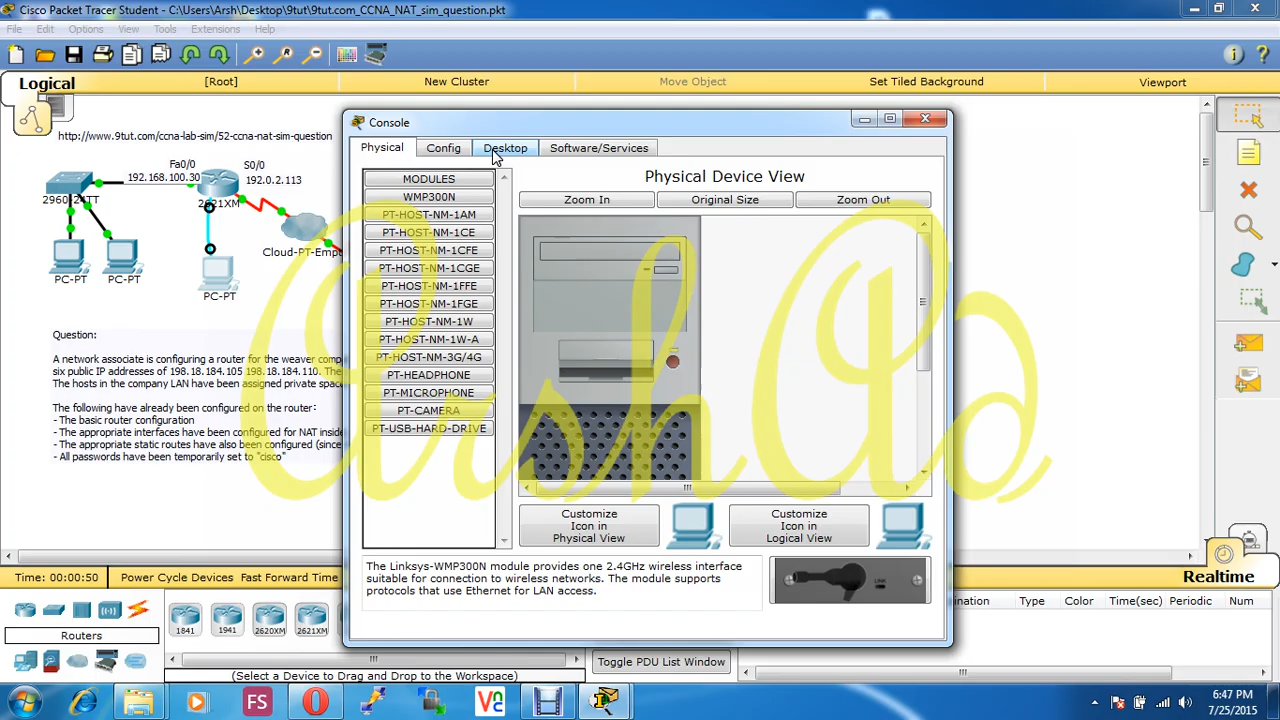 Cisco Packet Tracer Student - C:\Users\Arsh\Desktop\9tut\9tut.com_CCNA_NAT_sim_question.pkt
File Edit Options View Tools Extensions Help
Logical [Root] New Cluster Move Object Set Tiled Background Viewport
http://www.9tut.com/ccna-lab-sim/52-ccna-nat-sim-question
Fa0/0 S0/0
192.168.100.30 192.0.2.113
2960-24TT 2621XM
Cloud-PT-Empt
PC-PT PC-PT
PC-PT
Question:
A network associate is configuring a router for the weaver comp
six public IP addresses of 198.18.184.105 198.18.184.110. The
The hosts in the company LAN have been assigned private space
The following have already been configured on the router:
- The basic router configuration
- The appropriate interfaces have been configured for NAT inside
- The appropriate static routes have also been configured (since
- All passwords have been temporarily set to "cisco"
Console
Physical Config Desktop Software/Services
MODULES
WMP300N
PT-HOST-NM-1AM
PT-HOST-NM-1CE
PT-HOST-NM-1CFE
PT-HOST-NM-1CGE
PT-HOST-NM-1FFE
PT-HOST-NM-1FGE
PT-HOST-NM-1W
PT-HOST-NM-1W-A
PT-HOST-NM-3G/4G
PT-HEADPHONE
PT-MICROPHONE
PT-CAMERA
PT-USB-HARD-DRIVE
Physical Device View
Zoom In Original Size Zoom Out
Customize
Icon in
Physical View
Customize
Icon in
Logical View
The Linksys-WMP300N module provides one 2.4GHz wireless interface
suitable for connection to wireless networks. The module supports
protocols that use Ethernet for LAN access.
LINK
ArshAo
Time: 00:00:50 Power Cycle Devices Fast Forward Time
Realtime
Routers
1841 1941 2620XM 2621XM
(Select a Device to Drag and Drop to the Workspace)
Toggle PDU List Window
ination Type Color Time(sec) Periodic Num
FS
6:47 PM
7/25/2015